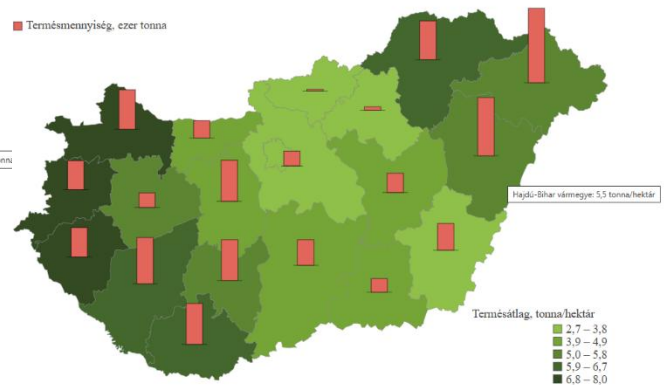 Termésmennyiség, ezer tonna
Hajdú-Bihar vármegye: 5,5 tonna/hektár
Termésátlag, tonna/hektár
2,7 – 3,8
3,9 – 4,9
5,0 – 5,8
5,9 – 6,7
6,8 – 8,0